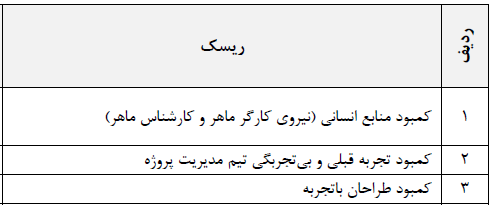 ردیف ریسک
۱ کمبود منابع انسانی (نیروی کارگر ماهر و کارشناس ماهر)
۲ کمبود تجربه قبلی و بی‌تجربگی تیم مدیریت پروژه
۳ کمبود طراحان باتجربه